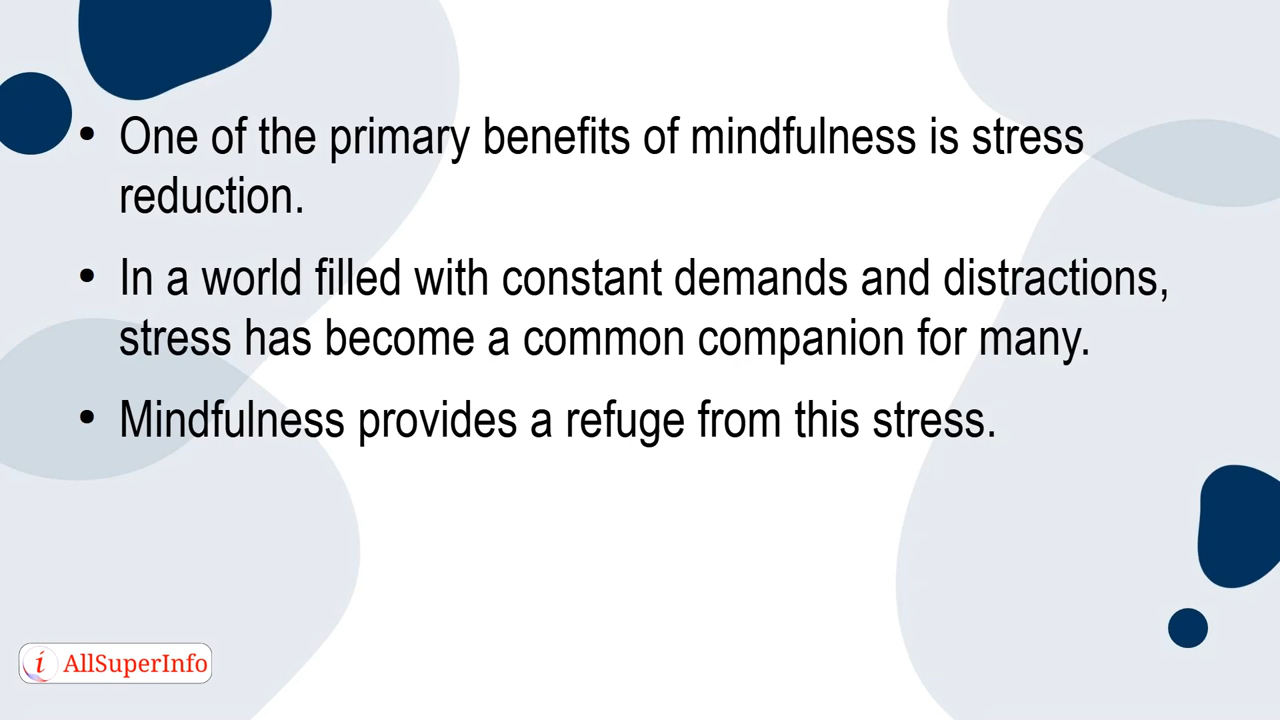 • One of the primary benefits of mindfulness is stress
reduction.
• In a world filled with constant demands and distractions,
stress has become a common companion for many.
• Mindfulness provides a refuge from this stress.
i AllSuperInfo